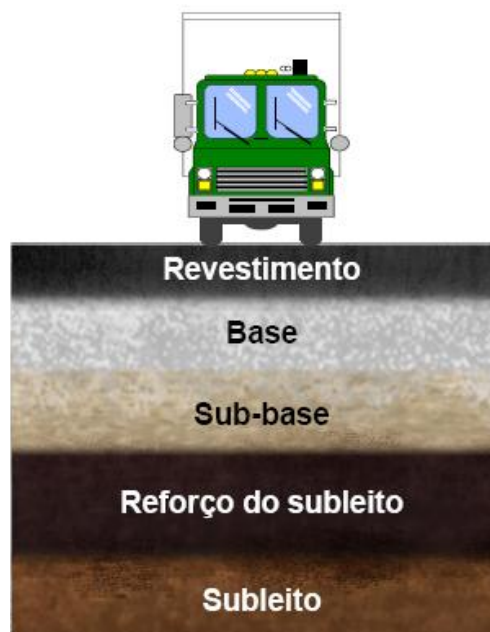 Revestimento
Base
Sub-base
Reforço do subleito
Subleito